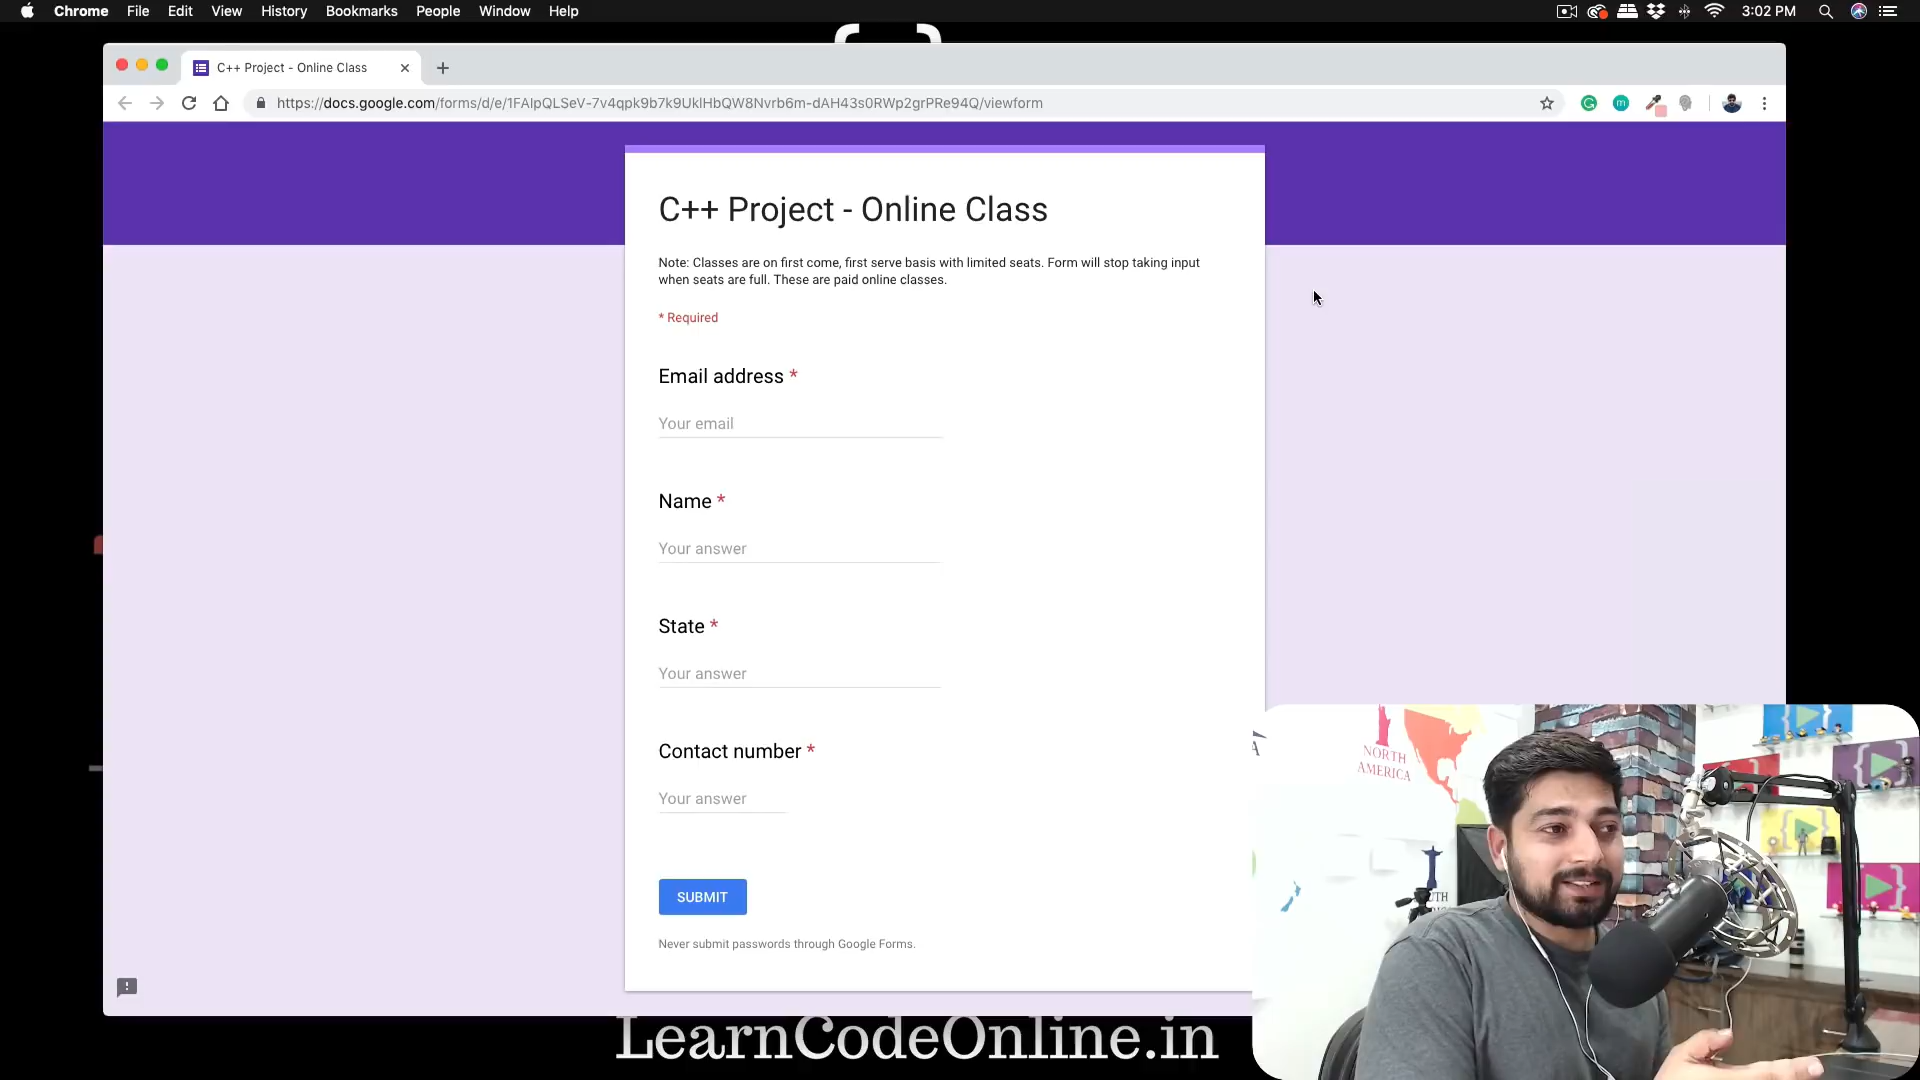 Chrome File Edit View History Bookmarks People Window Help 3:02 PM
C++ Project - Online Class
https://docs.google.com/forms/d/e/1FAIpQLSeV-7v4qpk9b7k9UklHbQW8Nvrb6m-dAH43s0RWp2grPRe94Q/viewform
C++ Project - Online Class
Note: Classes are on first come, first serve basis with limited seats. Form will stop taking input
when seats are full. These are paid online classes.
* Required
Email address *
Your email
Name *
Your answer
State *
Your answer
Contact number *
Your answer
SUBMIT
Never submit passwords through Google Forms.
NORTH
AMERICA
LearnCodeOnline.in